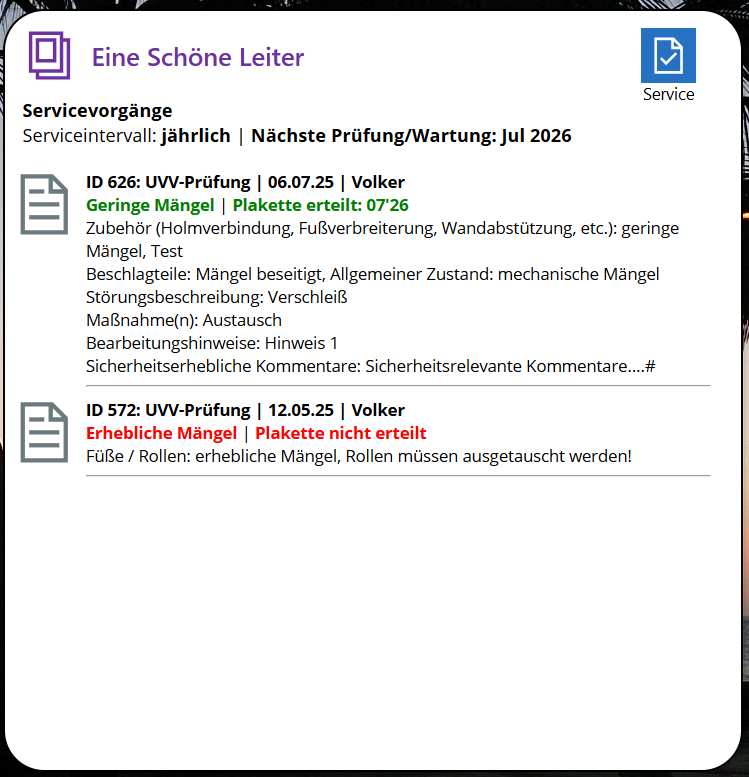 Eine Schöne Leiter
Service
Servicevorgänge
Serviceintervall: jährlich | Nächste Prüfung/Wartung: Jul 2026
ID 626: UVV-Prüfung | 06.07.25 | Volker
Geringe Mängel | Plakette erteilt: 07'26
Zubehör (Holmverbindung, Fußverbreiterung, Wandabstützung, etc.): geringe
Mängel, Test
Beschlagteile: Mängel beseitigt, Allgemeiner Zustand: mechanische Mängel
Störungsbeschreibung: Verschleiß
Maßnahme(n): Austausch
Bearbeitungshinweise: Hinweis 1
Sicherheitserhebliche Kommentare: Sicherheitsrelevante Kommentare....#
ID 572: UVV-Prüfung | 12.05.25 | Volker
Erhebliche Mängel | Plakette nicht erteilt
Füße / Rollen: erhebliche Mängel, Rollen müssen ausgetauscht werden!